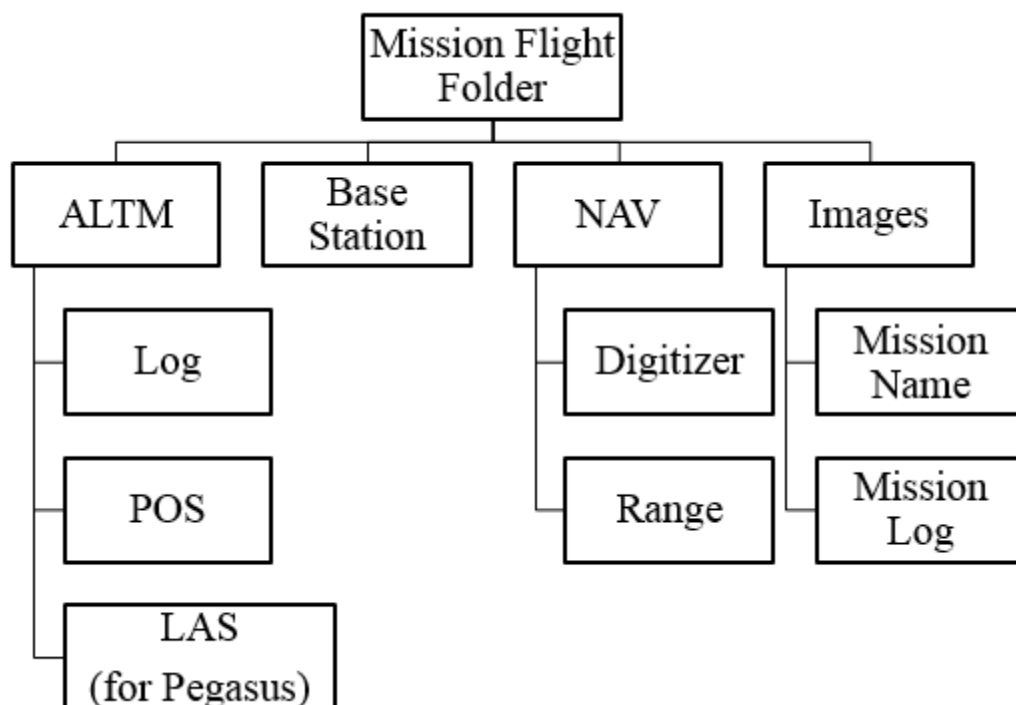 Mission Flight
Folder
ALTM
Base
Station
NAV
Images
Log
Digitizer
Mission
Name
POS
Range
Mission
Log
LAS
(for Pegasus)